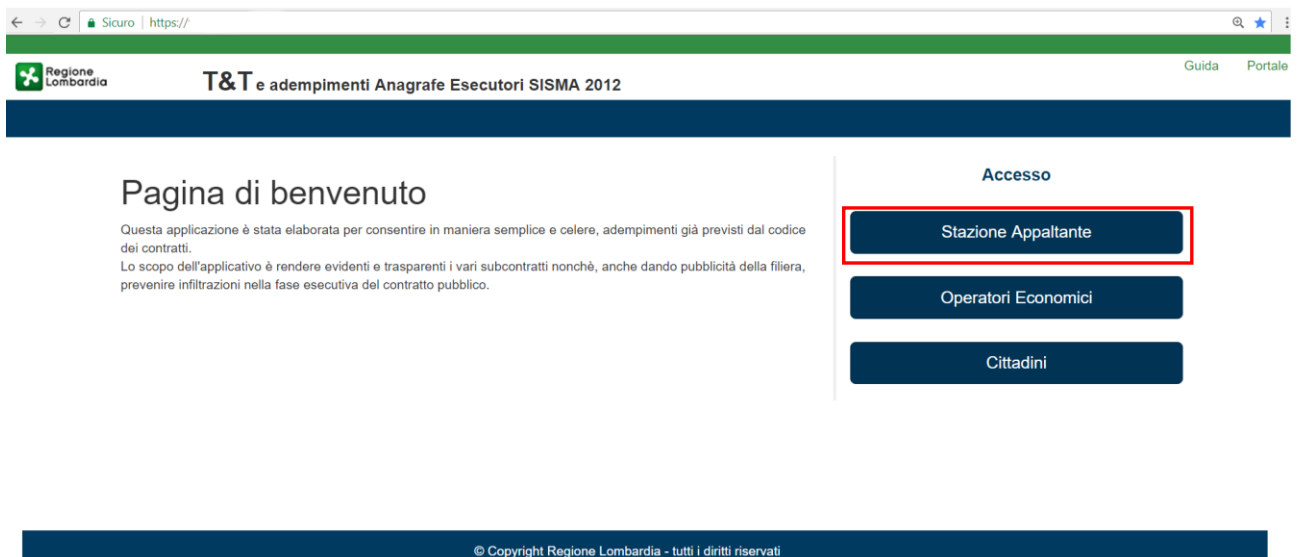 Sicuro | https://
Regione
Lombardia
T&T e adempimenti Anagrafe Esecutori SISMA 2012
Guida Portale
Pagina di benvenuto
Questa applicazione è stata elaborata per consentire in maniera semplice e celere, adempimenti già previsti dal codice
dei contratti.
Lo scopo dell'applicativo è rendere evidenti e trasparenti i vari subcontratti nonchè, anche dando pubblicità della filiera,
prevenire infiltrazioni nella fase esecutiva del contratto pubblico.
Accesso
Stazione Appaltante
Operatori Economici
Cittadini
© Copyright Regione Lombardia - tutti i diritti riservati